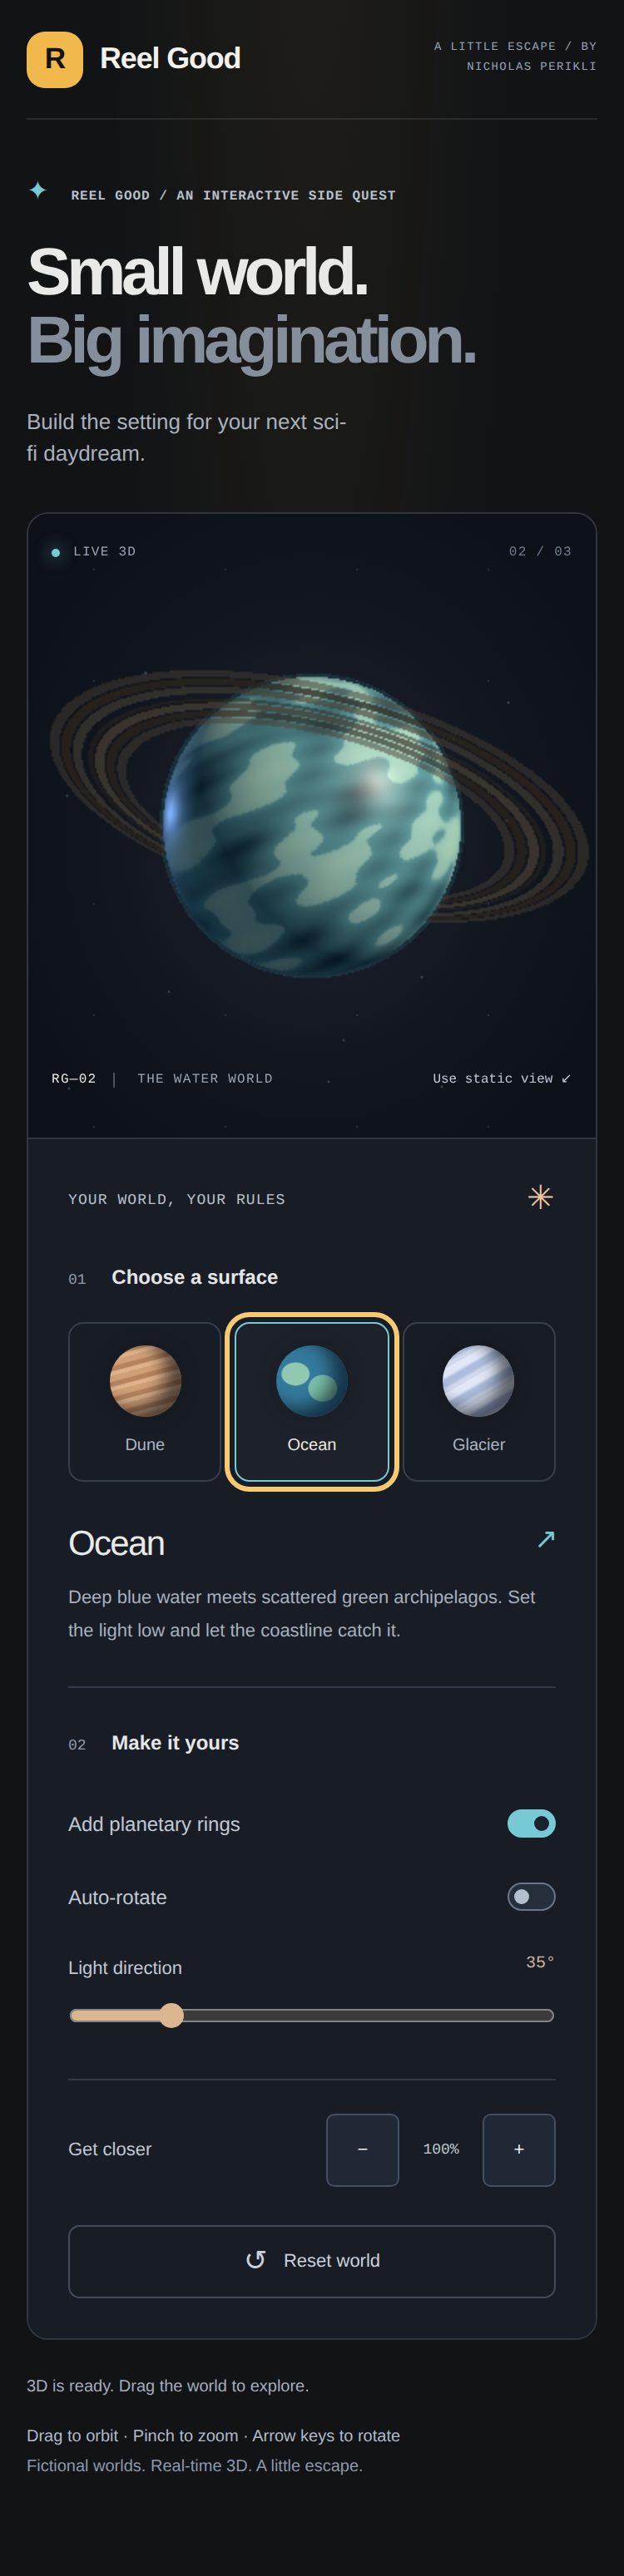 R Reel Good
A LITTLE ESCAPE / BY
NICHOLAS PERIKLI
✦ REEL GOOD / AN INTERACTIVE SIDE QUEST
Small world.
Big imagination.
Build the setting for your next sci-
fi daydream.
LIVE 3D 02 / 03
RG—02 | THE WATER WORLD Use static view ↙
YOUR WORLD, YOUR RULES ✳
01 Choose a surface
Dune Ocean Glacier
Ocean ↗
Deep blue water meets scattered green archipelagos. Set
the light low and let the coastline catch it.
02 Make it yours
Add planetary rings
Auto-rotate
Light direction 35°
Get closer − 100% +
↺ Reset world
3D is ready. Drag the world to explore.
Drag to orbit · Pinch to zoom · Arrow keys to rotate
Fictional worlds. Real-time 3D. A little escape.